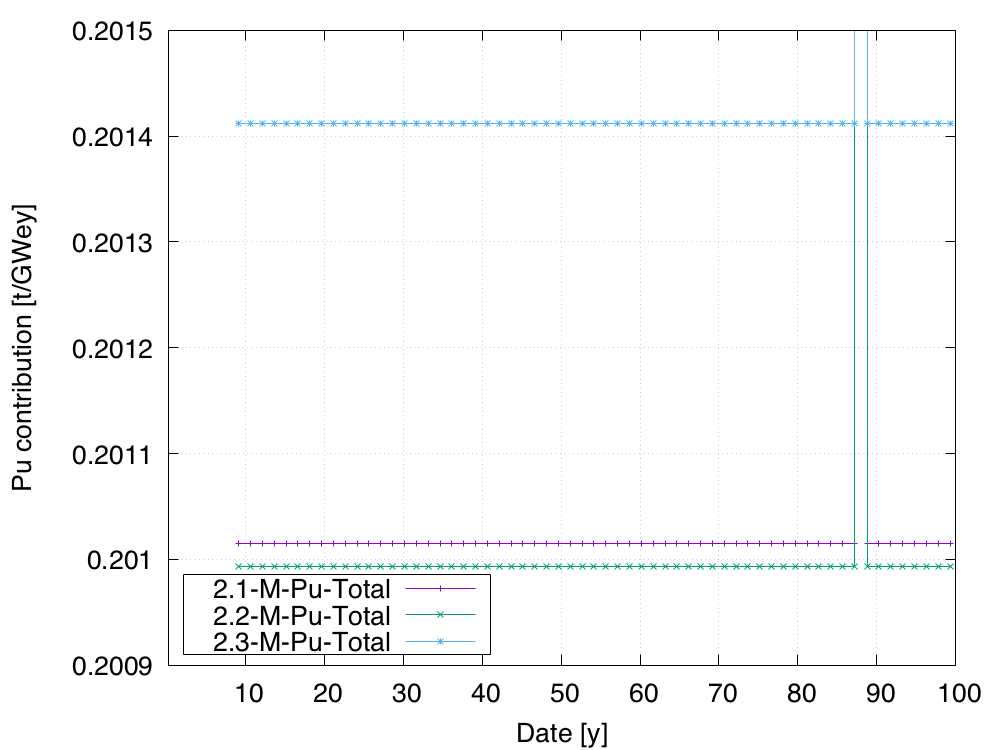 0.2015
0.2014
0.2013
0.2012
0.2011
0.201
0.2009
Pu contribution [t/GWey]
2.1-M-Pu-Total
2.2-M-Pu-Total
2.3-M-Pu-Total
10 20 30 40 50 60 70 80 90 100
Date [y]